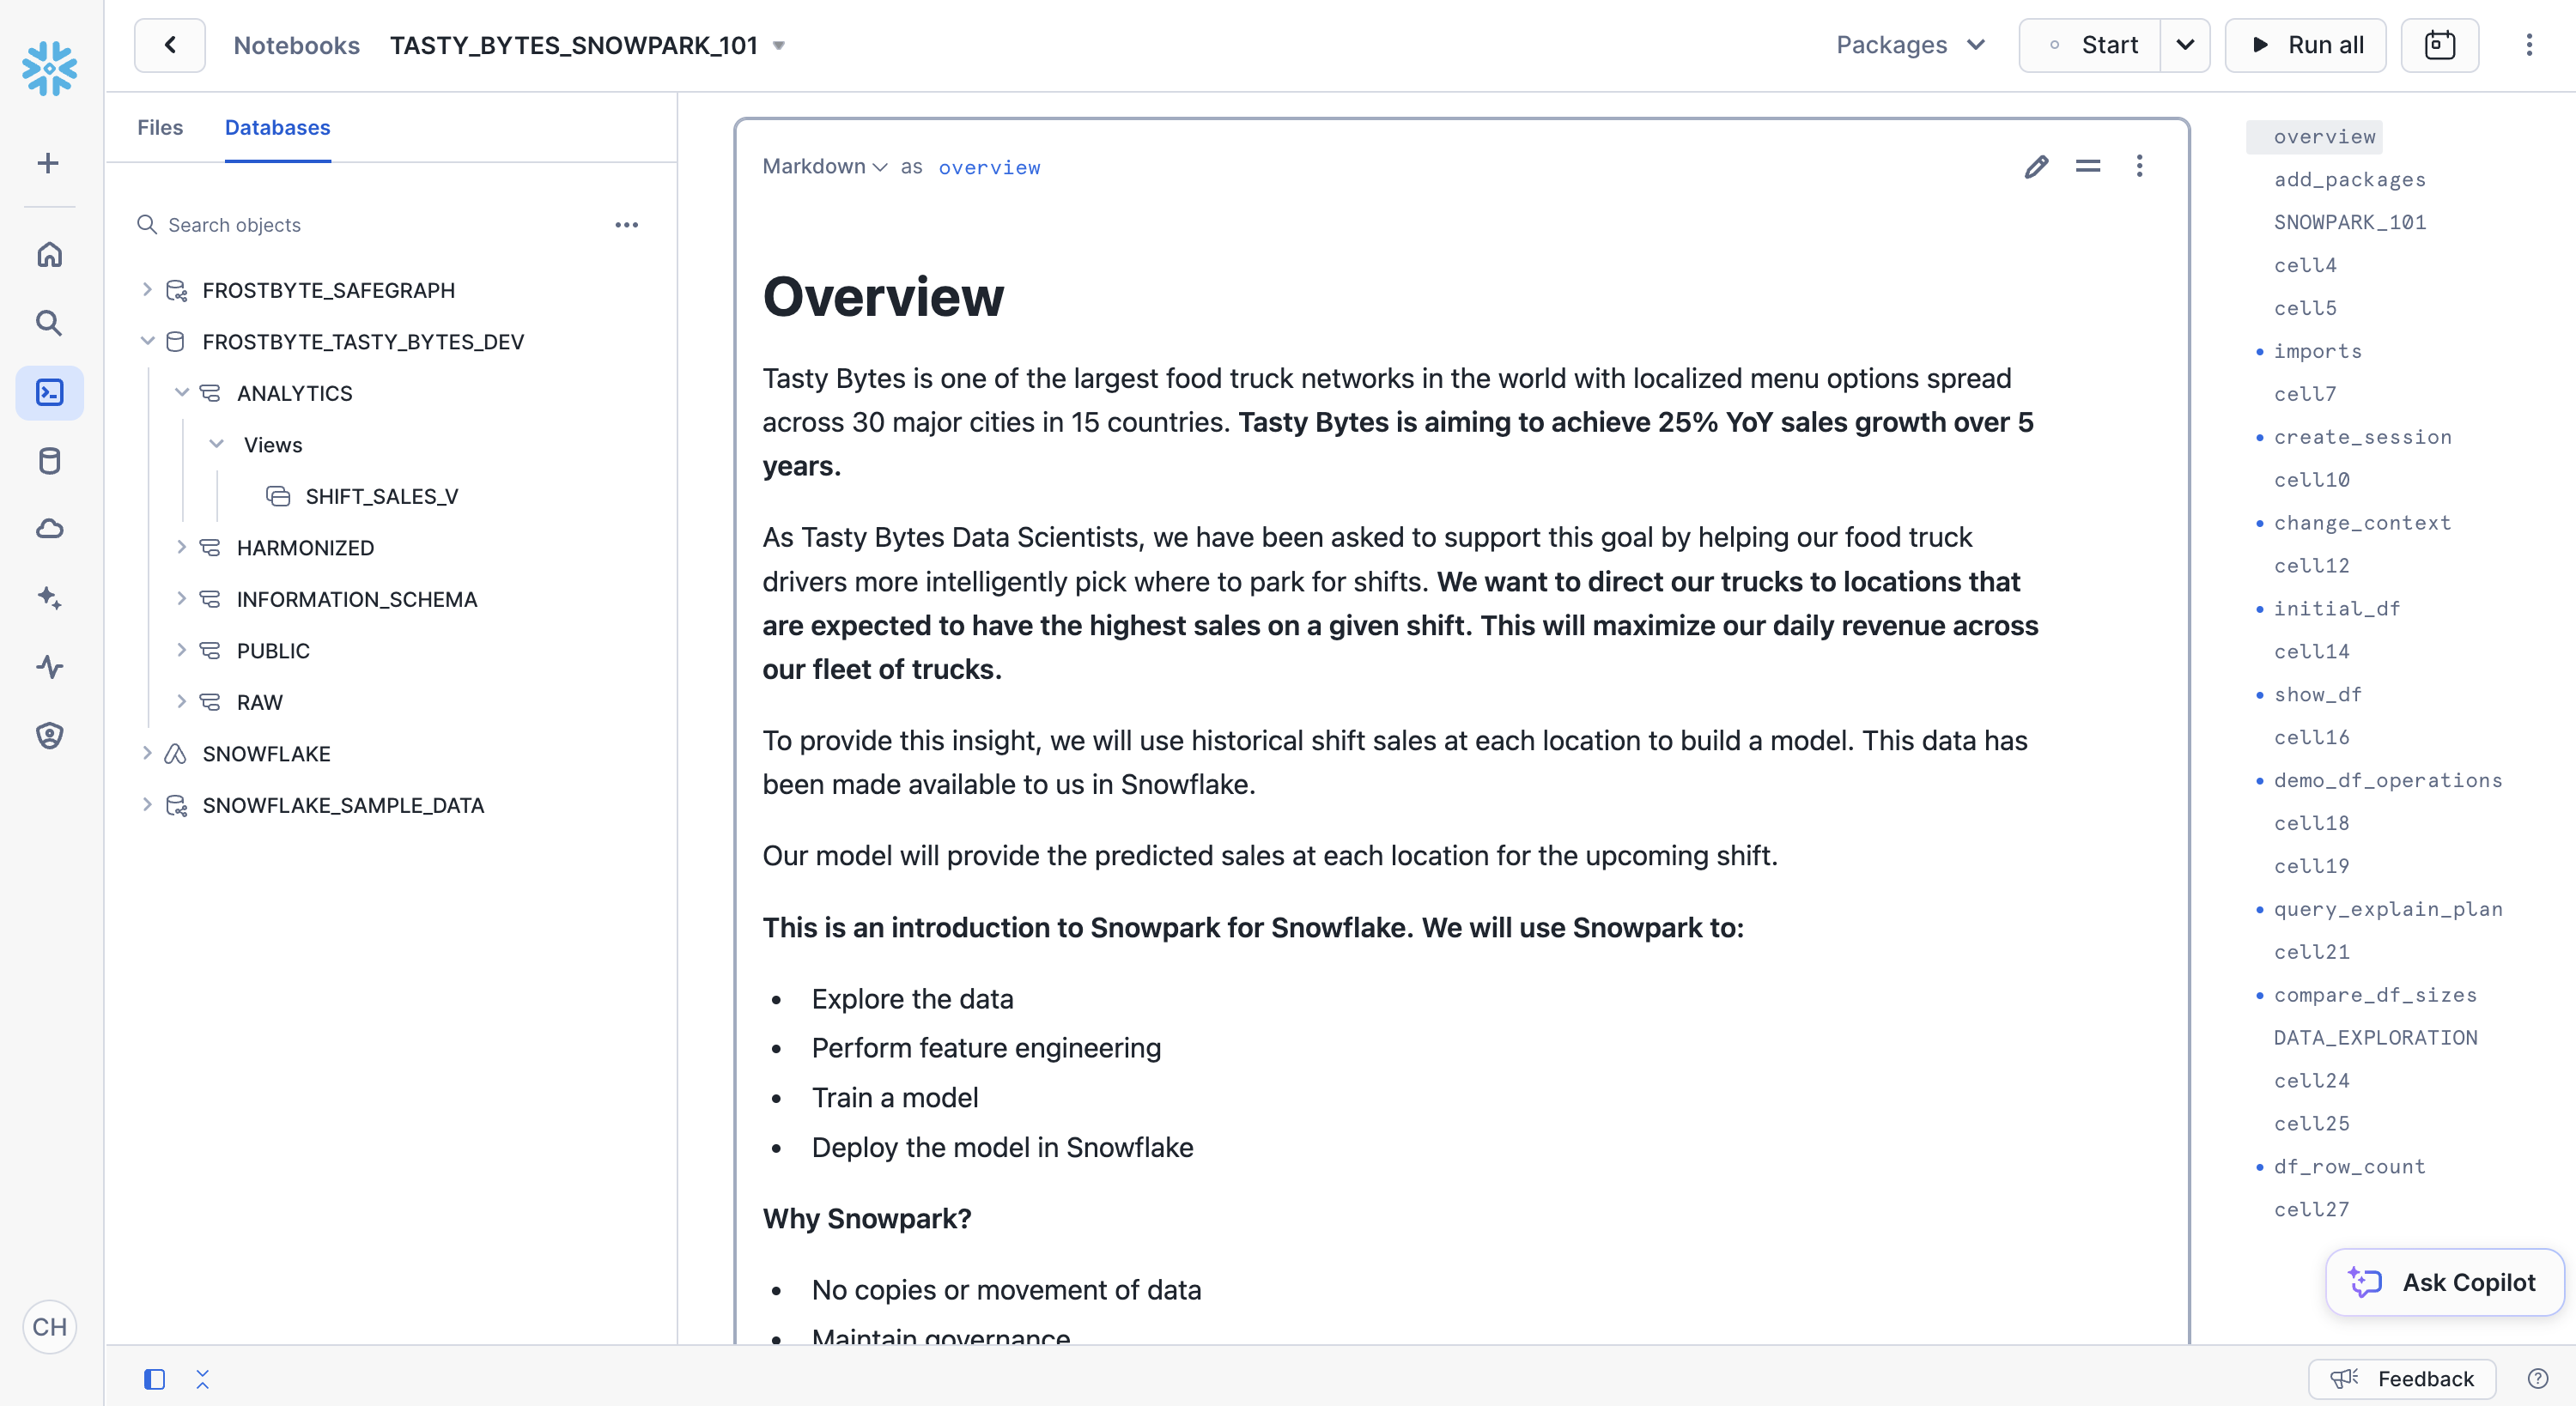 Notebooks TASTY_BYTES_SNOWPARK_101
Packages
Start
Run all
Files
Databases
Search objects
FROSTBYTE_SAFEGRAPH
FROSTBYTE_TASTY_BYTES_DEV
ANALYTICS
Views
SHIFT_SALES_V
HARMONIZED
INFORMATION_SCHEMA
PUBLIC
RAW
SNOWFLAKE
SNOWFLAKE_SAMPLE_DATA
CH
Markdown as overview
Overview
Tasty Bytes is one of the largest food truck networks in the world with localized menu options spread
across 30 major cities in 15 countries. Tasty Bytes is aiming to achieve 25% YoY sales growth over 5
years.
As Tasty Bytes Data Scientists, we have been asked to support this goal by helping our food truck
drivers more intelligently pick where to park for shifts. We want to direct our trucks to locations that
are expected to have the highest sales on a given shift. This will maximize our daily revenue across
our fleet of trucks.
To provide this insight, we will use historical shift sales at each location to build a model. This data has
been made available to us in Snowflake.
Our model will provide the predicted sales at each location for the upcoming shift.
This is an introduction to Snowpark for Snowflake. We will use Snowpark to:
• Explore the data
• Perform feature engineering
• Train a model
• Deploy the model in Snowflake
Why Snowpark?
• No copies or movement of data
• Maintain governance
overview
add_packages
SNOWPARK_101
cell4
cell5
• imports
cell7
• create_session
cell10
• change_context
cell12
• initial_df
cell14
• show_df
cell16
• demo_df_operations
cell18
cell19
• query_explain_plan
cell21
• compare_df_sizes
DATA_EXPLORATION
cell24
cell25
• df_row_count
cell27
Ask Copilot
Feedback